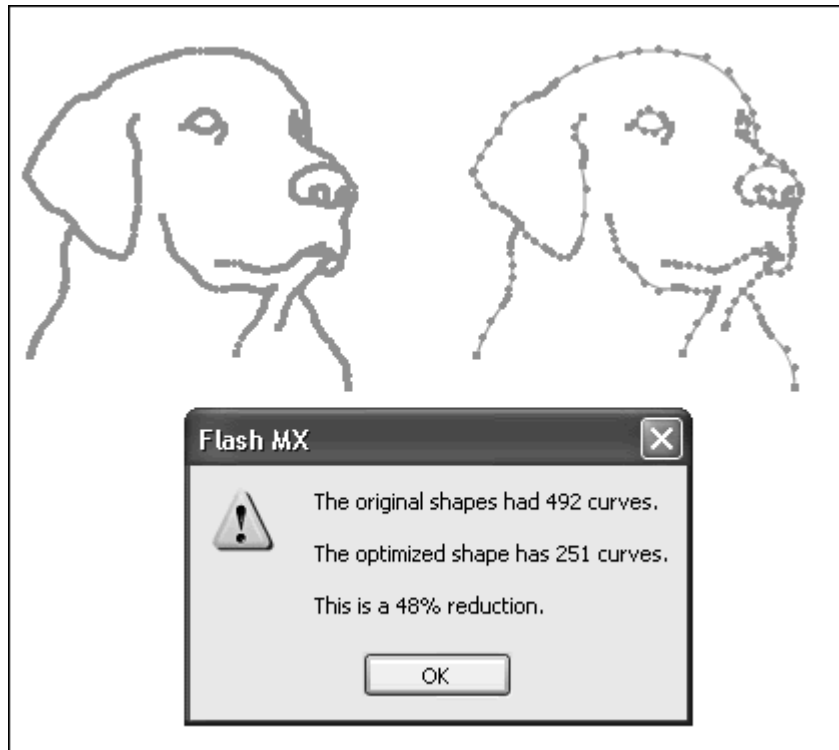 Flash MX
The original shapes had 492 curves.
The optimized shape has 251 curves.
This is a 48% reduction.
OK